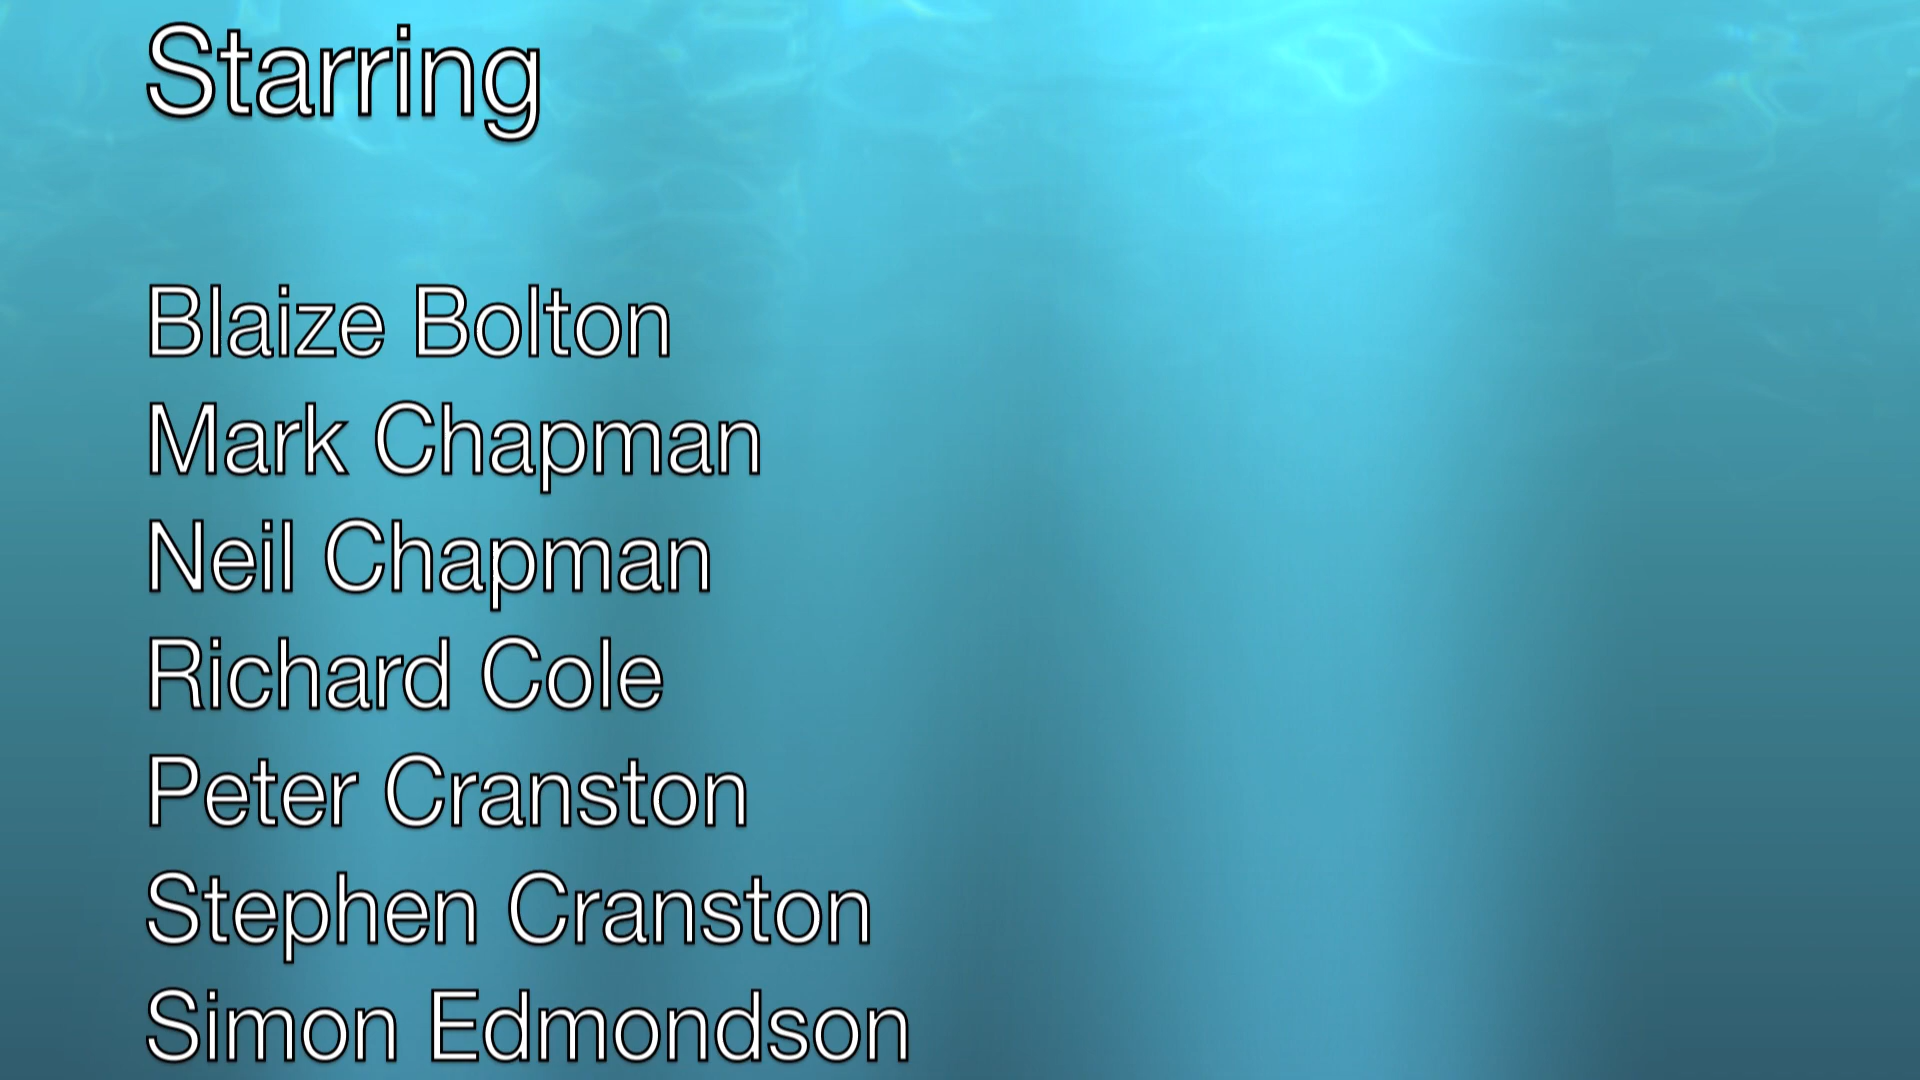 Starring
Blaize Bolton
Mark Chapman
Neil Chapman
Richard Cole
Peter Cranston
Stephen Cranston
Simon Edmondson